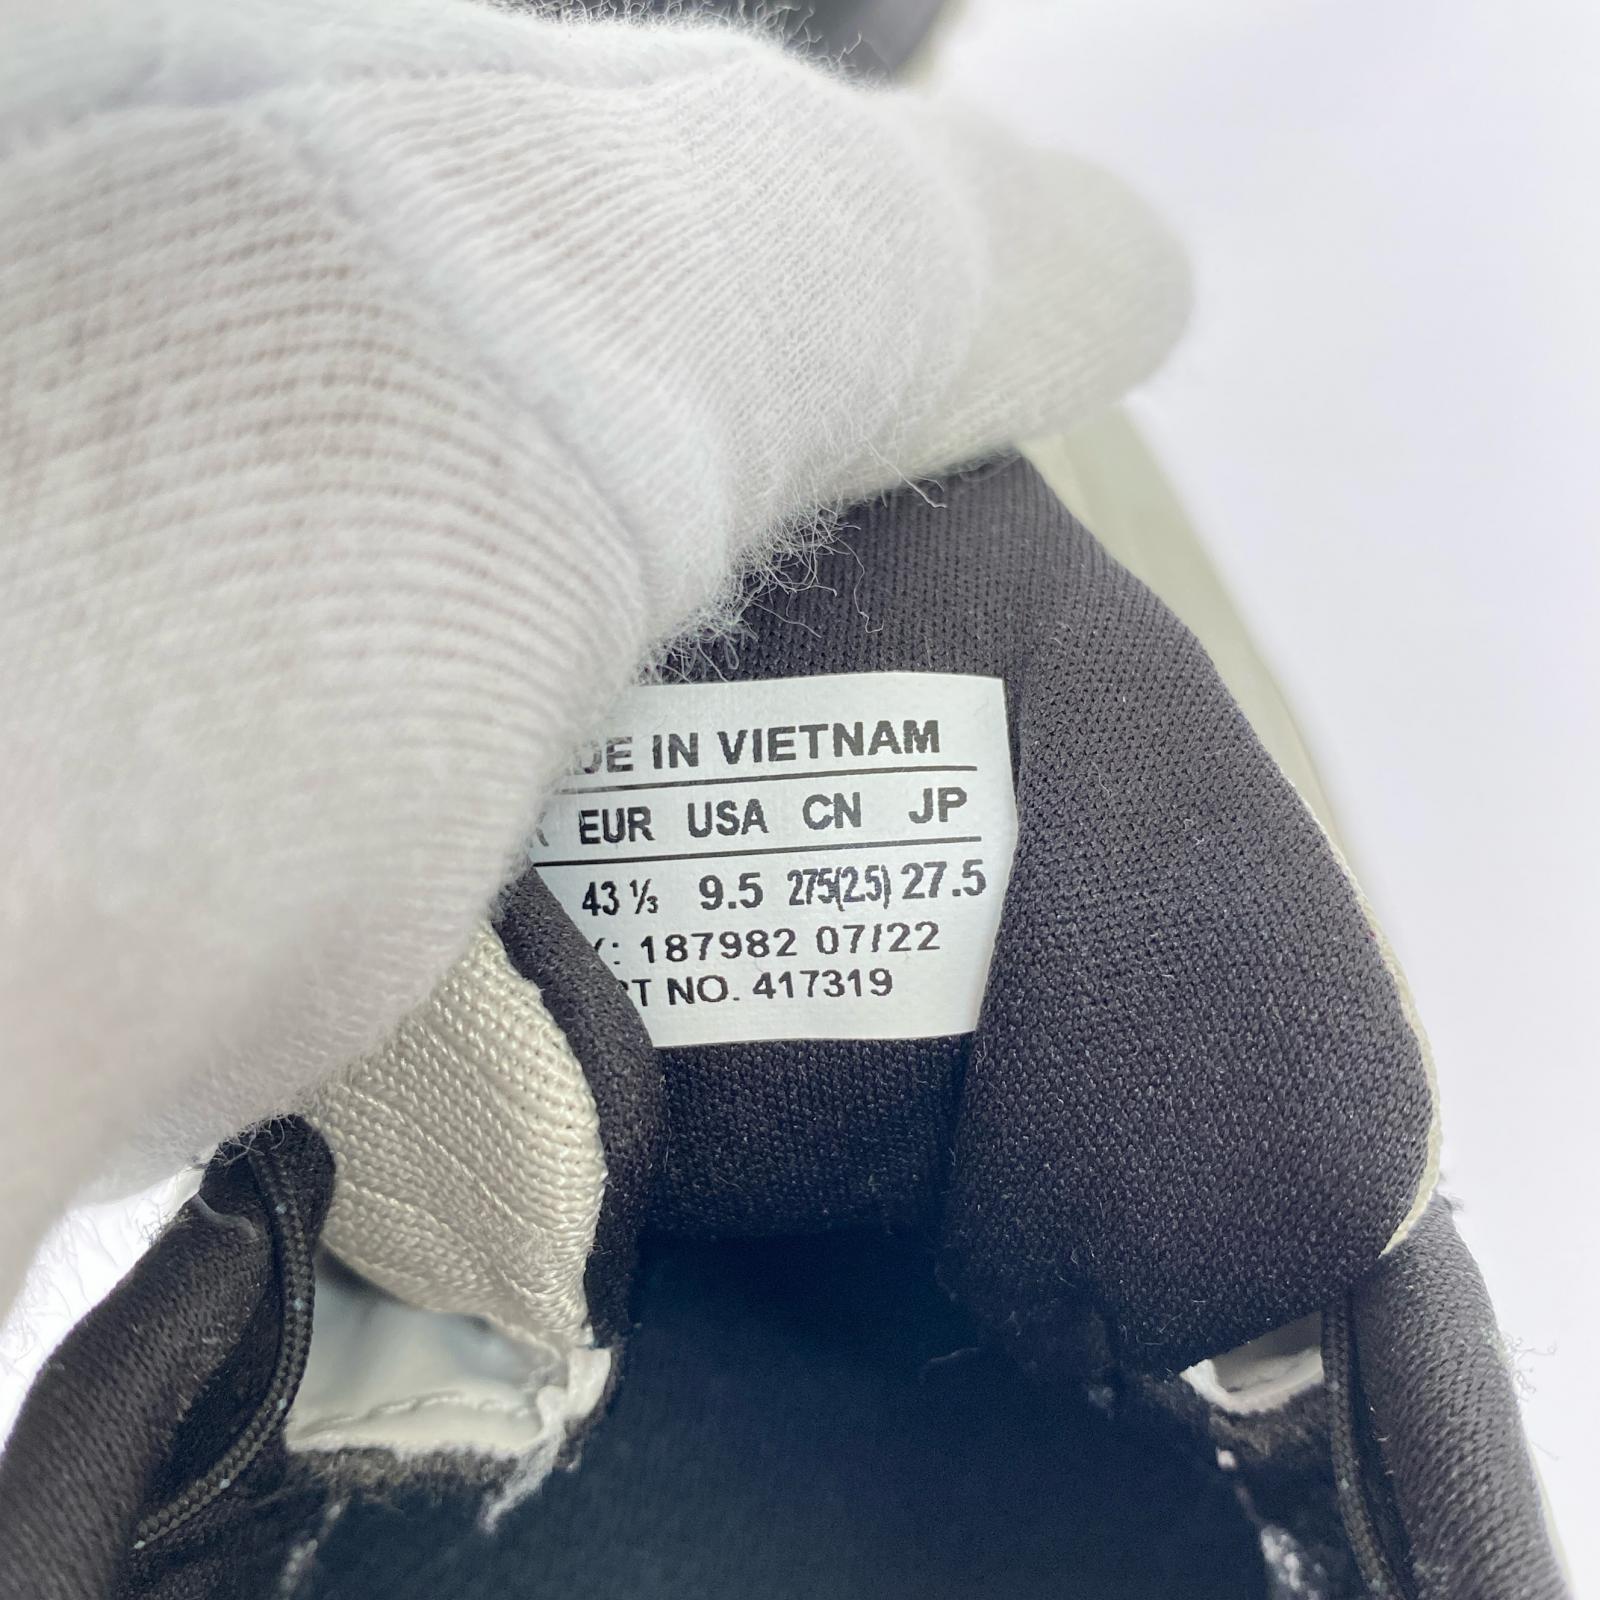 IN VIETNAM
EUR USA CN JP
43 ⅓ 9.5 275(2.5) 27.5
: 187982 07/22
NO. 417319